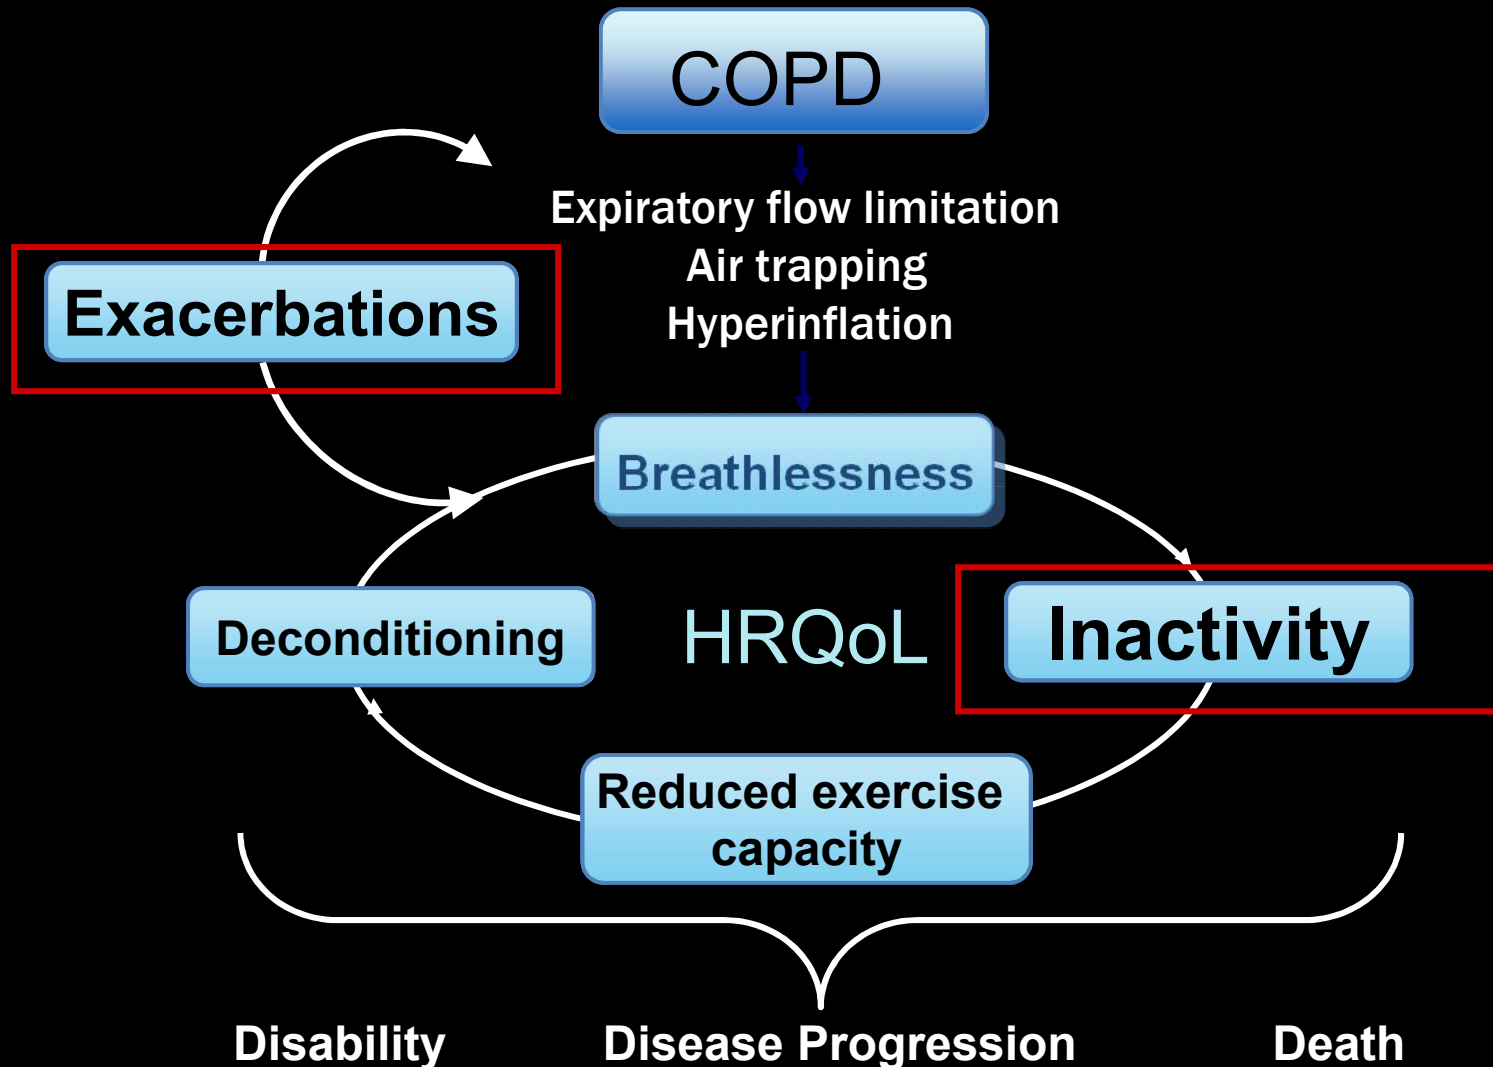 COPD
Expiratory flow limitation
Air trapping
Hyperinflation
Exacerbations
Breathlessness
Deconditioning
HRQoL
Inactivity
Reduced exercise
capacity
Disability
Disease Progression
Death